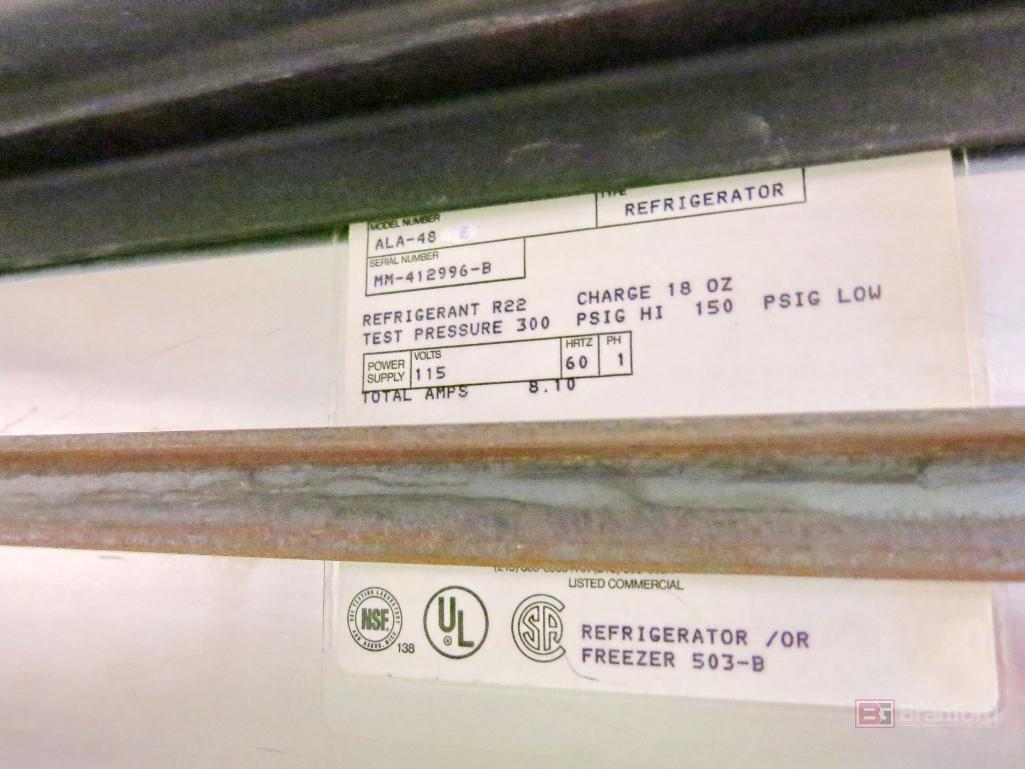 MODEL NUMBER
TYPE
ALA-48 E
REFRIGERATOR
SERIAL NUMBER
MM-412996-B
REFRIGERANT R22 CHARGE 18 OZ
TEST PRESSURE 300 PSIG HI 150 PSIG LOW
POWER SUPPLY
VOLTS
115
HRTZ
60
PH
1
TOTAL AMPS 8.10
LISTED COMMERCIAL
NSF
138
UL
SA
REFRIGERATOR /OR
FREEZER 503-B
BG Branford